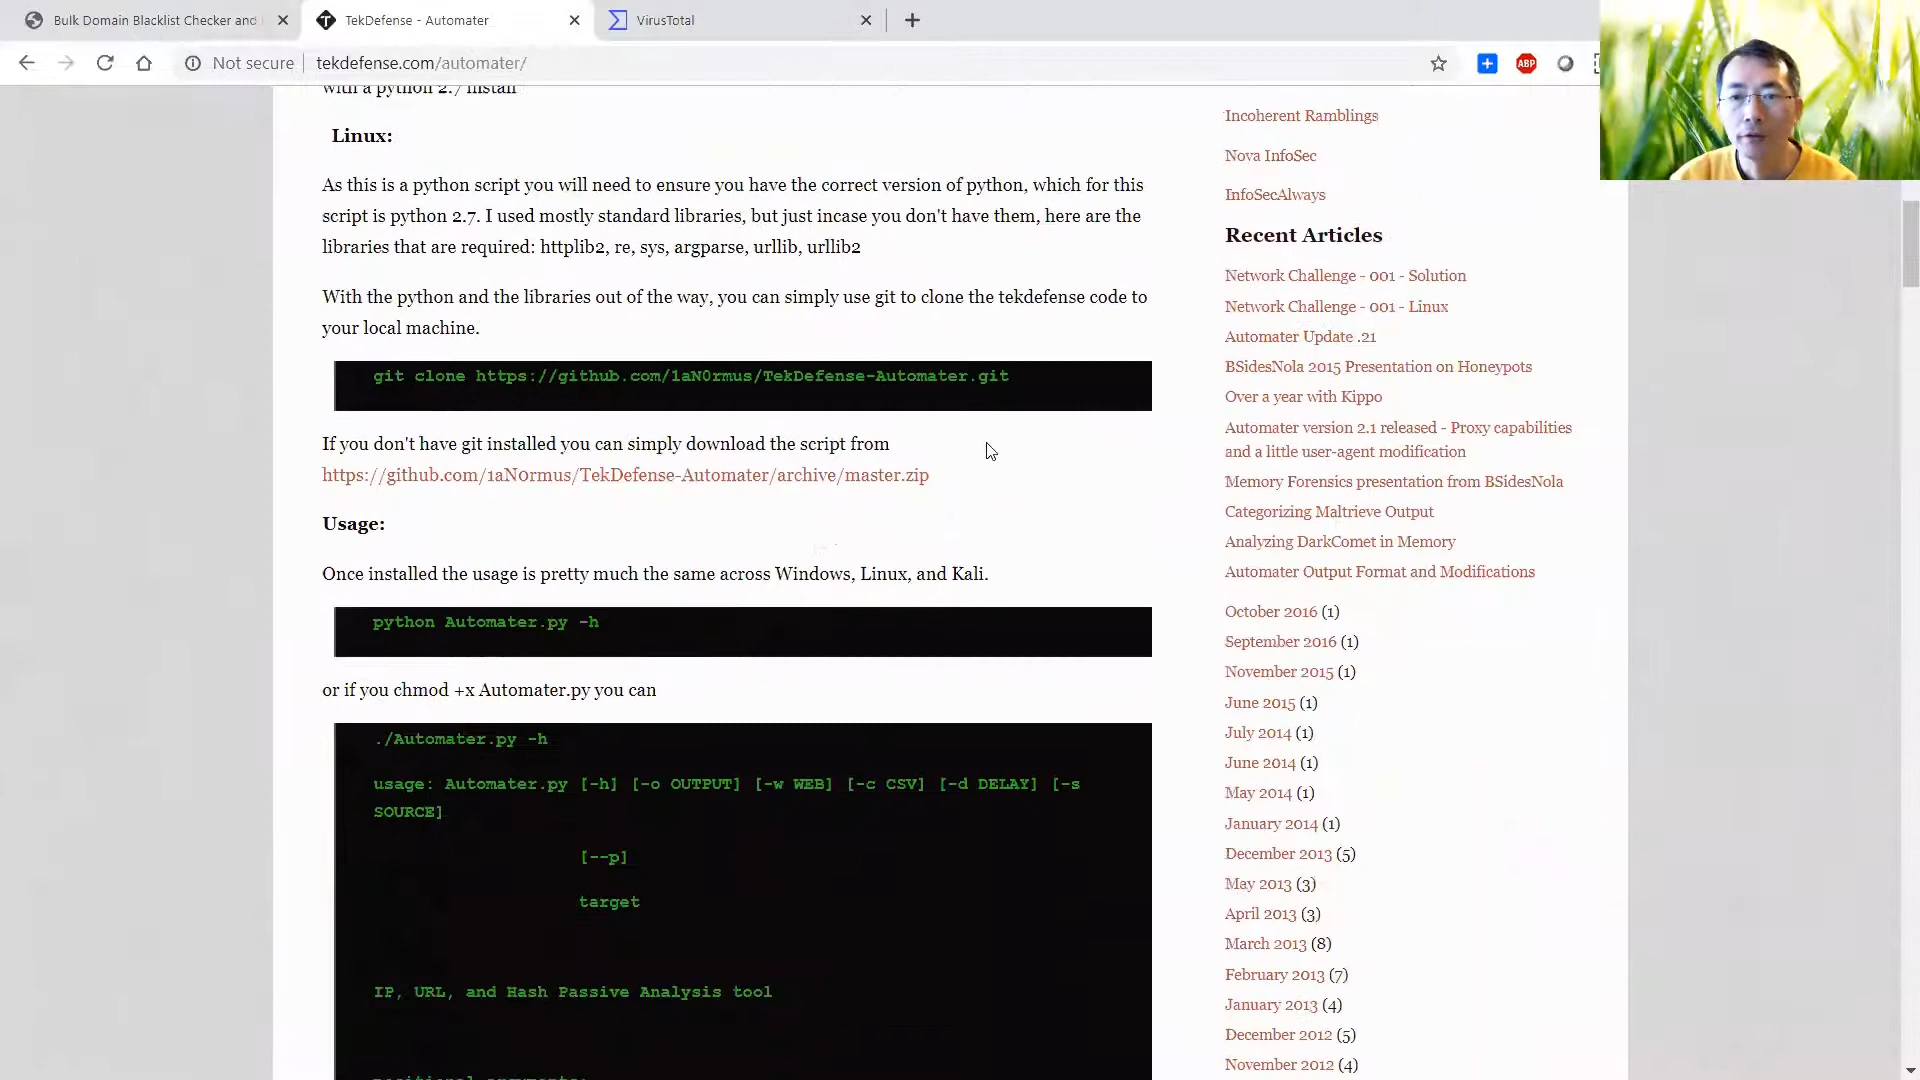 Bulk Domain Blacklist Checker and
TekDefense - Automater
VirusTotal
Not secure
tekdefense.com/automater/
with a python 2.7 install
Linux:
As this is a python script you will need to ensure you have the correct version of python, which for this
script is python 2.7. I used mostly standard libraries, but just incase you don't have them, here are the
libraries that are required: httplib2, re, sys, argparse, urllib, urllib2
With the python and the libraries out of the way, you can simply use git to clone the tekdefense code to
your local machine.
git clone https://github.com/1aN0rmus/TekDefense-Automater.git
If you don't have git installed you can simply download the script from
https://github.com/1aN0rmus/TekDefense-Automater/archive/master.zip
Usage:
Once installed the usage is pretty much the same across Windows, Linux, and Kali.
python Automater.py -h
or if you chmod +x Automater.py you can
./Automater.py -h
usage: Automater.py [-h] [-o OUTPUT] [-w WEB] [-c CSV] [-d DELAY] [-s
SOURCE]
[--p]
target
IP, URL, and Hash Passive Analysis tool
positional arguments:
ABP
Incoherent Ramblings
Nova InfoSec
InfoSecAlways
Recent Articles
Network Challenge - 001 - Solution
Network Challenge - 001 - Linux
Automater Update .21
BSidesNola 2015 Presentation on Honeypots
Over a year with Kippo
Automater version 2.1 released - Proxy capabilities
and a little user-agent modification
Memory Forensics presentation from BSidesNola
Categorizing Maltrieve Output
Analyzing DarkComet in Memory
Automater Output Format and Modifications
October 2016 (1)
September 2016 (1)
November 2015 (1)
June 2015 (1)
July 2014 (1)
June 2014 (1)
May 2014 (1)
January 2014 (1)
December 2013 (5)
May 2013 (3)
April 2013 (3)
March 2013 (8)
February 2013 (7)
January 2013 (4)
December 2012 (5)
November 2012 (4)